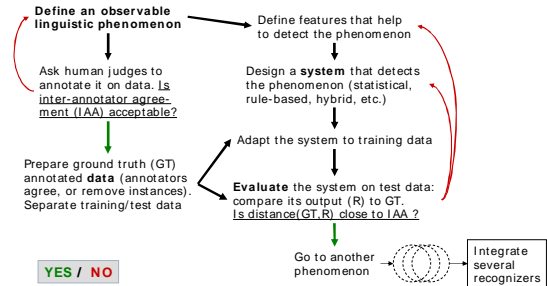 Define an observable
linguistic phenomenon
Ask human judges to
annotate it on data. Is
inter-annotator agree-
ment (IAA) acceptable?
Prepare ground truth (GT)
annotated data (annotators
agree, or remove instances).
Separate training/test data
Define features that help
to detect the phenomenon
Design a system that detects
the phenomenon (statistical,
rule-based, hybrid, etc.)
Adapt the system to training data
Evaluate the system on test data:
compare its output (R) to GT.
Is distance(GT,R) close to IAA ?
Go to another
phenomenon
Integrate
several
recognizers
YES / NO